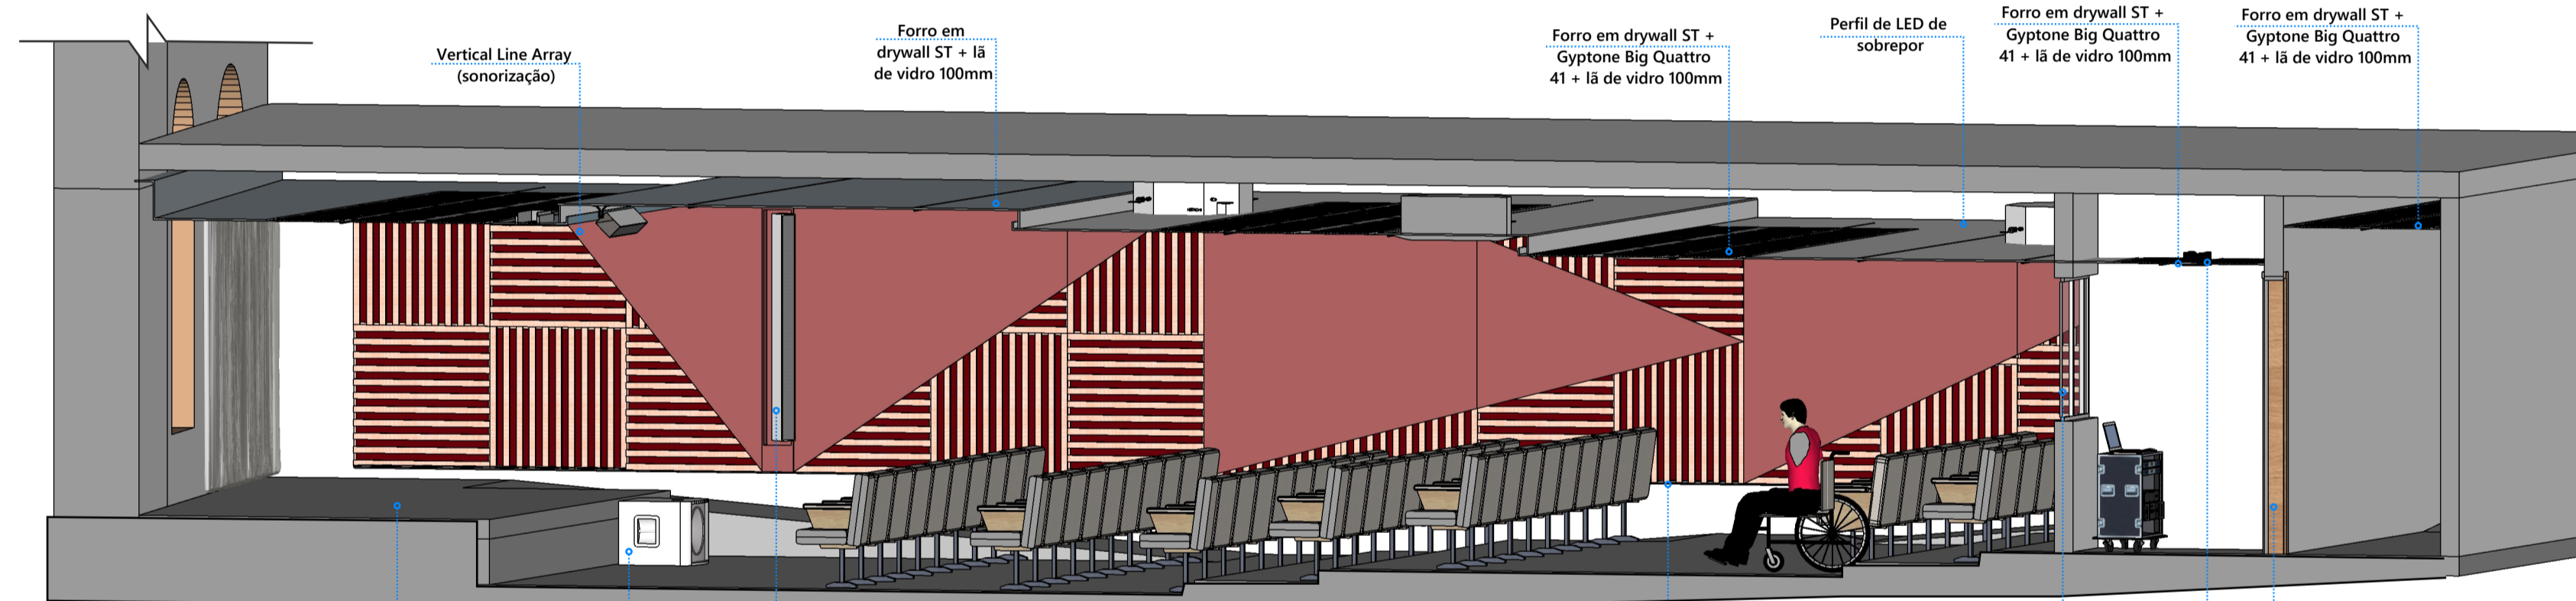 Vertical Line Array
(sonorização)
Forro em
drywall ST + lã
de vidro 100mm
Forro em drywall ST +
Gyptone Big Quattro
41 + lã de vidro 100mm
Perfil de LED de
sobrepor
Forro em drywall ST +
Gyptone Big Quattro
41 + lã de vidro 100mm
Forro em drywall ST +
Gyptone Big Quattro
41 + lã de vidro 100mm